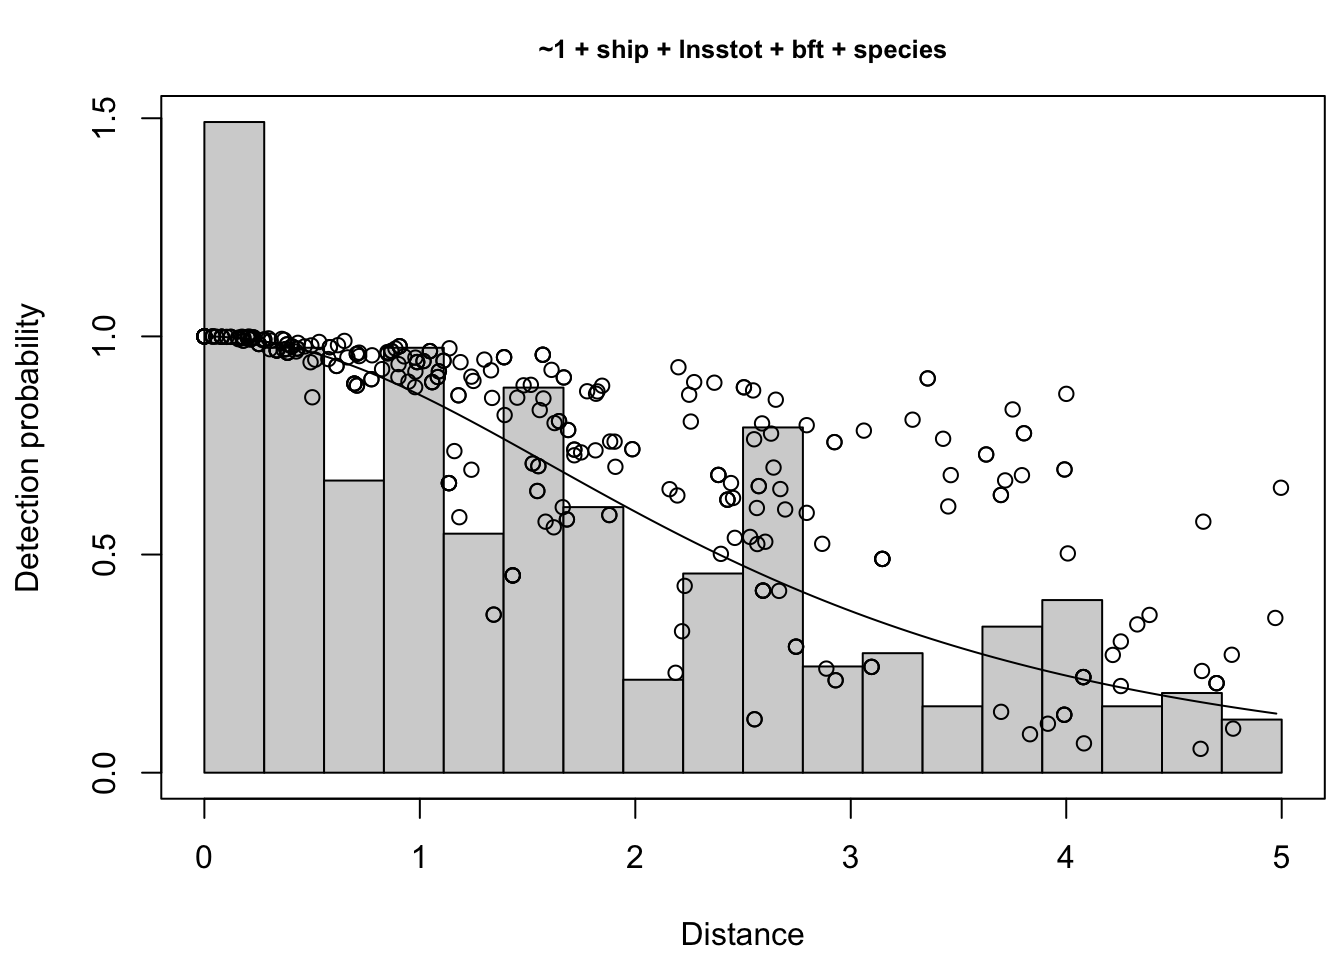 ~1 + ship + lnsstot + bft + species
Detection probability
1.5
1.0
0.5
0.0
0 1 2 3 4 5
Distance